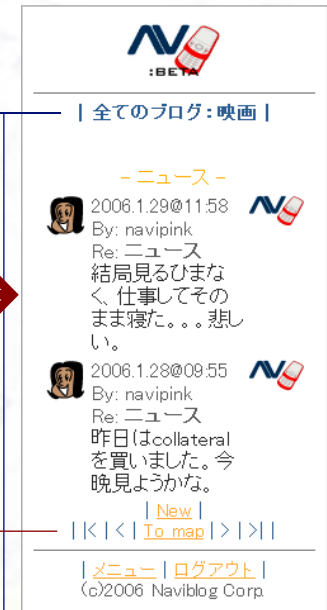 :BETA
| 全てのブログ：映画 |
- ニュース -
2006.1.29@11:58
By: navipink
Re: ニュース
結局見るひまな
く、仕事してその
まま寝た。。。悲し
い。
2006.1.28@09:55
By: navipink
Re: ニュース
昨日はcollateral
を買いました。今
晩見ようかな。
| New |
| |< | < | To map | > | >| |
| メニュー | ログアウト |
(c)2006 Naviblog Corp.